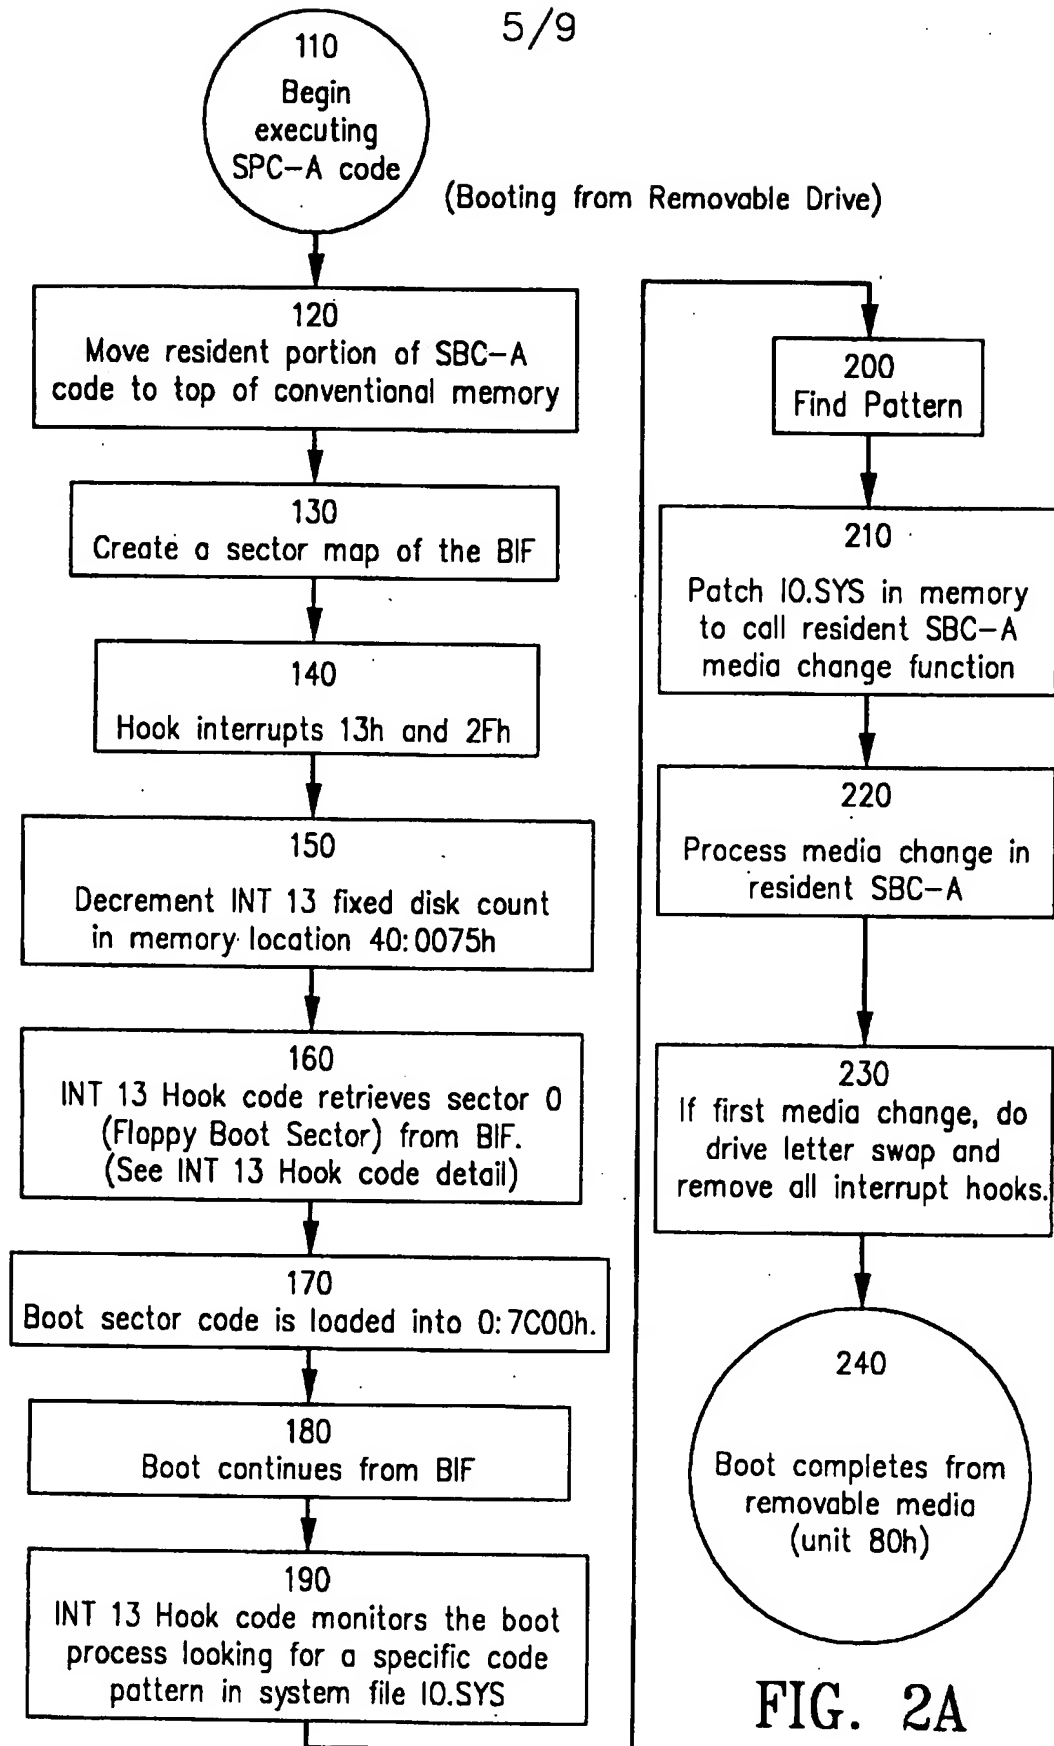 5/9
110
Begin
executing
SPC-A code
(Booting from Removable Drive)
120
Move resident portion of SBC-A
code to top of conventional memory
130
Create a sector map of the BIF
140
Hook interrupts 13h and 2Fh
150
Decrement INT 13 fixed disk count
in memory location 40:0075h
160
INT 13 Hook code retrieves sector 0
(Floppy Boot Sector) from BIF.
(See INT 13 Hook code detail)
170
Boot sector code is loaded into 0:7C00h.
180
Boot continues from BIF
190
INT 13 Hook code monitors the boot
process looking for a specific code
pattern in system file IO.SYS
200
Find Pattern
210
Patch IO.SYS in memory
to call resident SBC-A
media change function
220
Process media change in
resident SBC-A
230
If first media change, do
drive letter swap and
remove all interrupt hooks.
240
Boot completes from
removable media
(unit 80h)
FIG. 2A